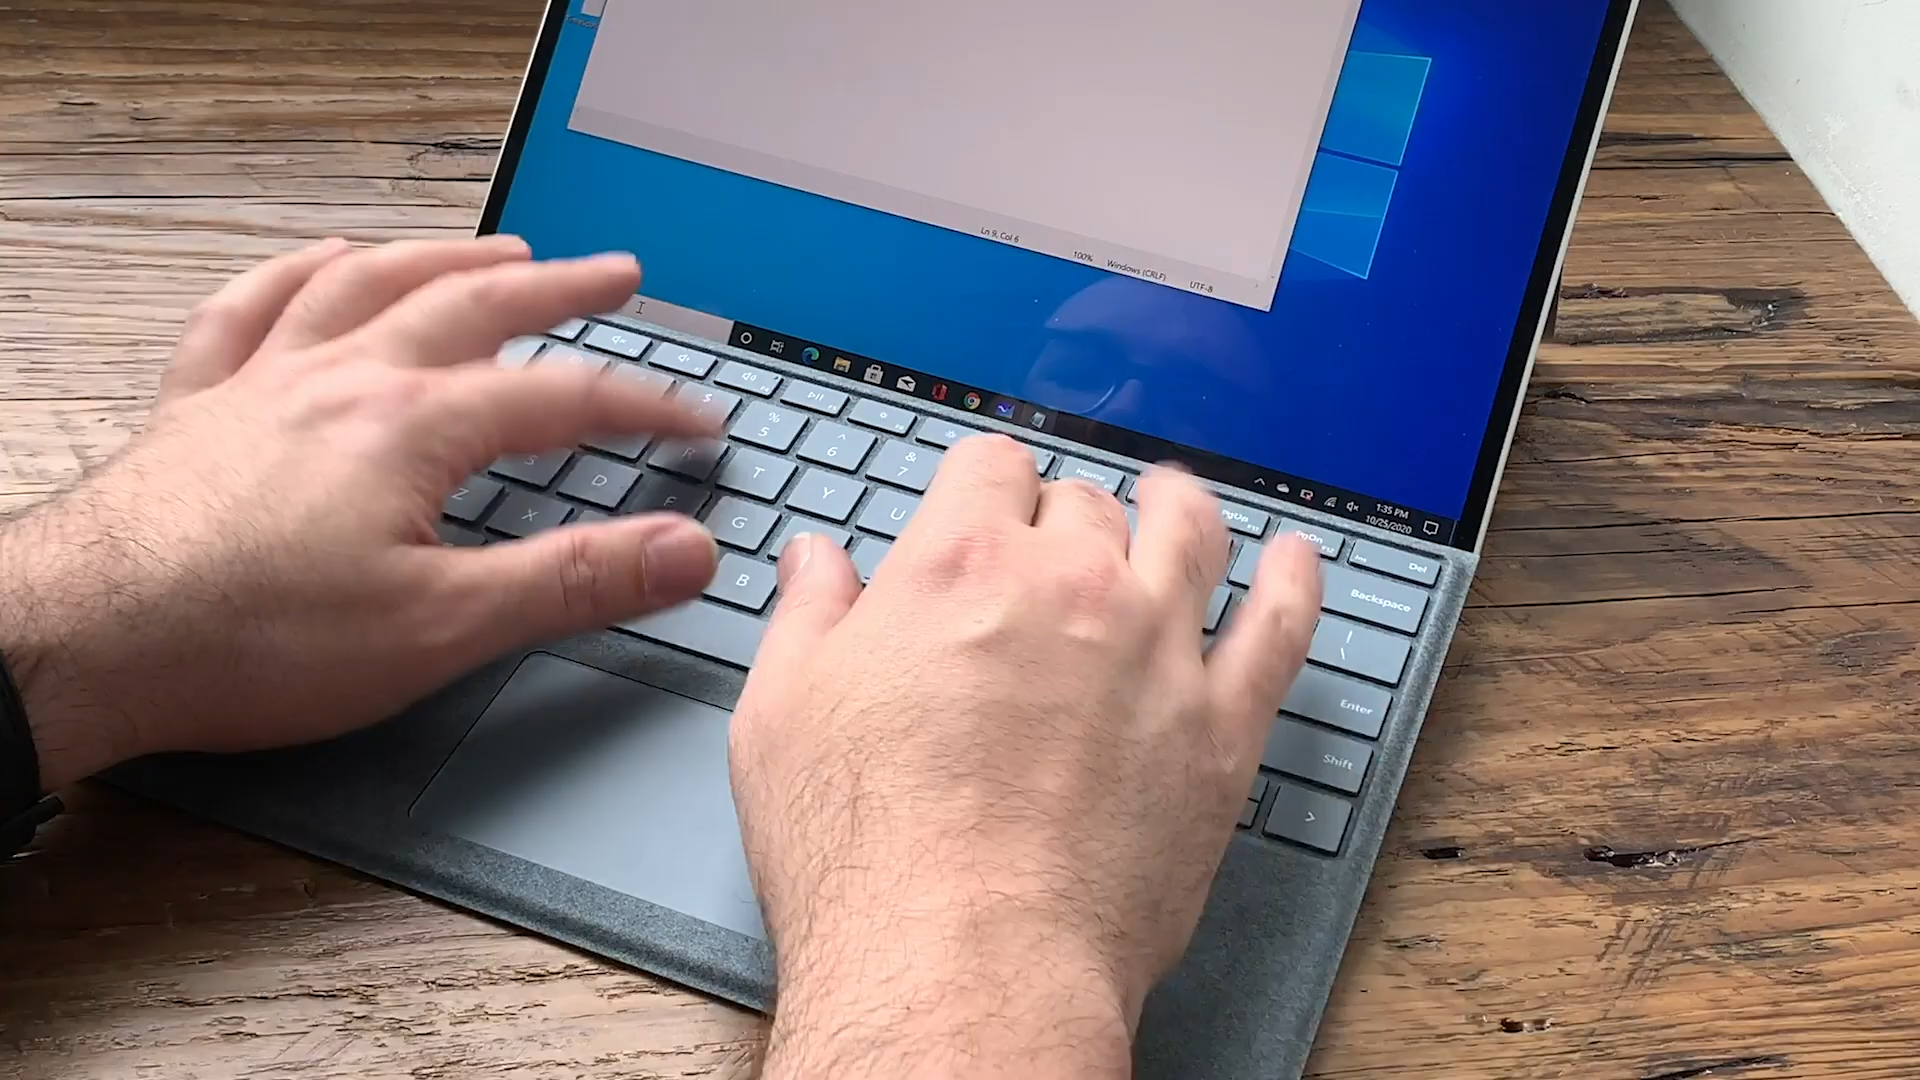 Ln 9, Col 6
100%
Windows (CRLF)
UTF-8
1:35 PM
10/25/2020
Home
PgUp
PgDn
Del
$
%
5
^
6
&
7
Backspace
R
T
Y
U
|
\
S
D
F
G
Enter
Z
X
B
Shift
>